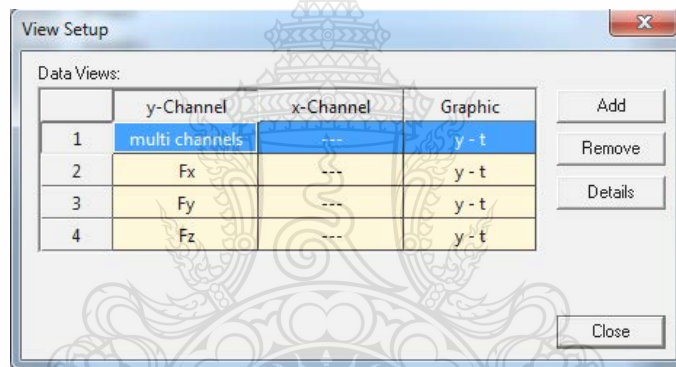 View Setup
Data Views:
y-Channel x-Channel Graphic
1 multi channels --- y - t
2 Fx --- y - t
3 Fy --- y - t
4 Fz --- y - t
Add
Remove
Details
Close